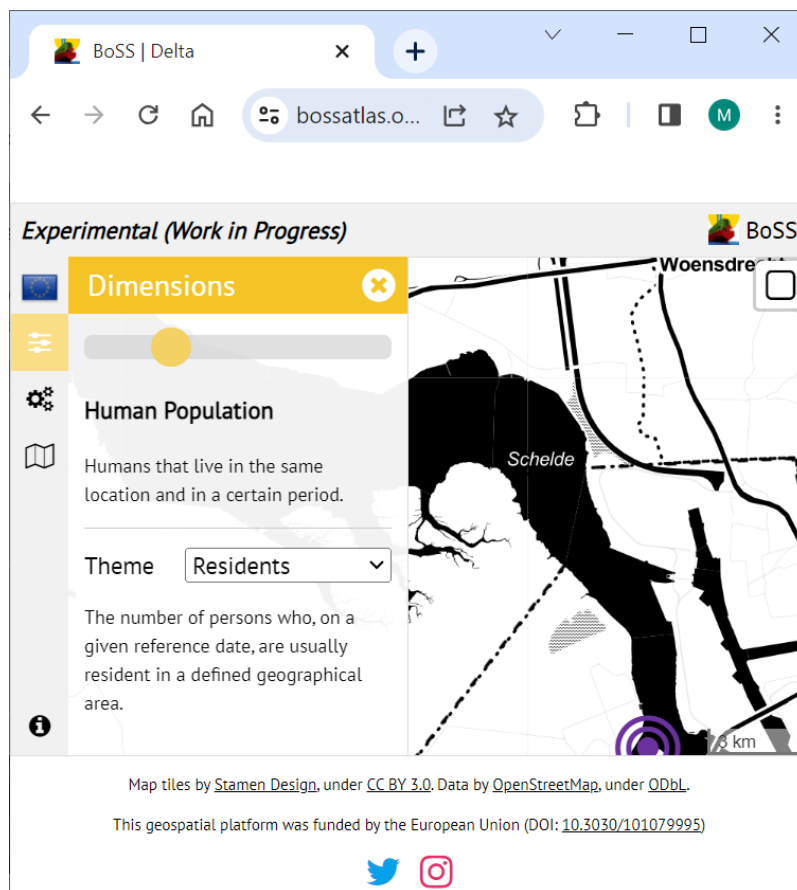 BoSS | Delta
bossatlas.o...
M
Experimental (Work in Progress)
BoSS
Dimensions
Woensdrecht
Human Population
Humans that live in the same
location and in a certain period.
Schelde
Theme
Residents
The number of persons who, on a
given reference date, are usually
resident in a defined geographical
area.
3 km
Map tiles by Stamen Design, under CC BY 3.0. Data by OpenStreetMap, under ODbL.
This geospatial platform was funded by the European Union (DOI: 10.3030/101079995)